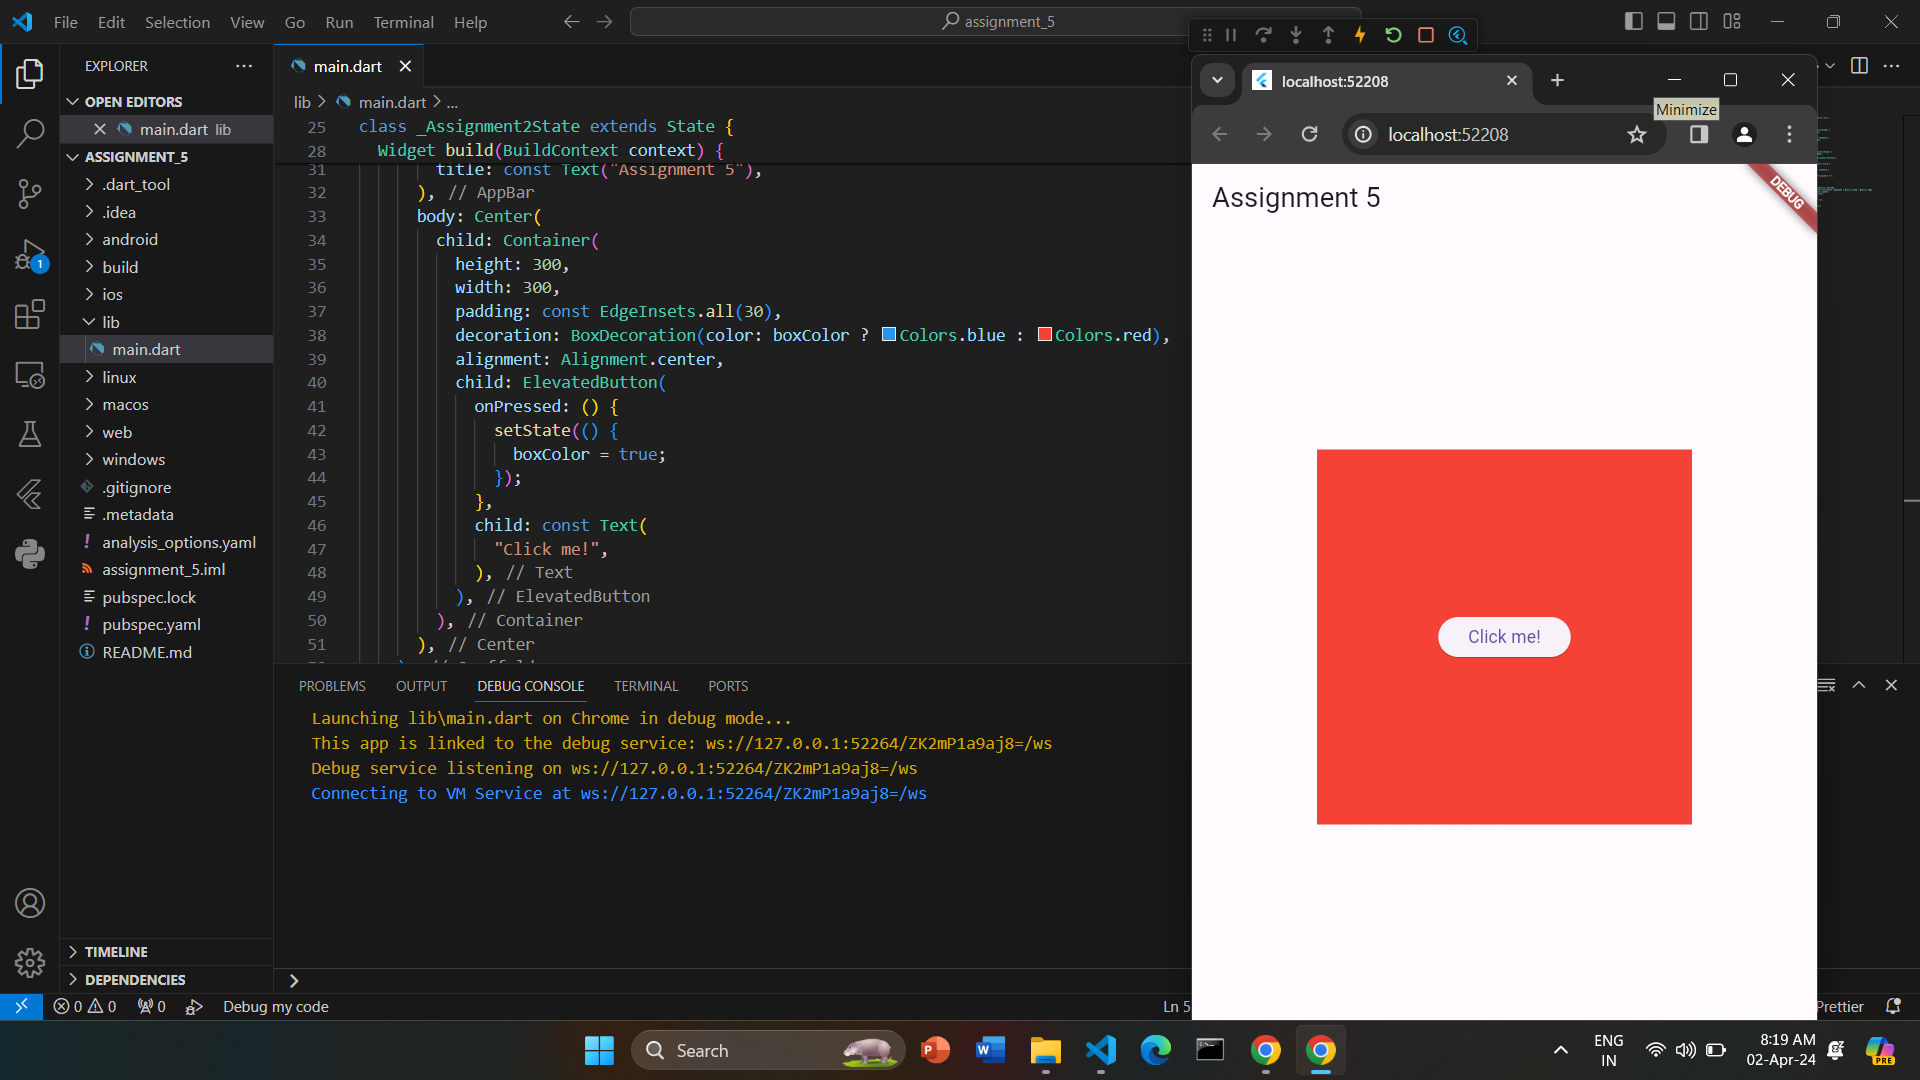 File Edit Selection View Go Run Terminal Help
assignment_5
EXPLORER
OPEN EDITORS
main.dart lib
ASSIGNMENT_5
.dart_tool
.idea
android
build
ios
lib
main.dart
linux
macos
web
windows
.gitignore
.metadata
analysis_options.yaml
assignment_5.iml
pubspec.lock
pubspec.yaml
README.md
TIMELINE
DEPENDENCIES
1
main.dart
lib > main.dart > ...
25 class _Assignment2State extends State {
28 Widget build(BuildContext context) {
31 title: const Text("Assignment 5"),
32 ), // AppBar
33 body: Center(
34 child: Container(
35 height: 300,
36 width: 300,
37 padding: const EdgeInsets.all(30),
38 decoration: BoxDecoration(color: boxColor ? Colors.blue : Colors.red),
39 alignment: Alignment.center,
40 child: ElevatedButton(
41 onPressed: () {
42 setState(() {
43 boxColor = true;
44 });
45 },
46 child: const Text(
47 "Click me!",
48 ), // Text
49 ), // ElevatedButton
50 ), // Container
51 ), // Center
PROBLEMS OUTPUT DEBUG CONSOLE TERMINAL PORTS
Launching lib\main.dart on Chrome in debug mode...
This app is linked to the debug service: ws://127.0.0.1:52264/ZK2mP1a9aj8=/ws
Debug service listening on ws://127.0.0.1:52264/ZK2mP1a9aj8=/ws
Connecting to VM Service at ws://127.0.0.1:52264/ZK2mP1a9aj8=/ws
localhost:52208
Minimize
localhost:52208
Assignment 5
DEBUG
Click me!
0 0 0 Debug my code
Ln 5
Prettier
Search
ENG
IN
8:19 AM
02-Apr-24
PRE